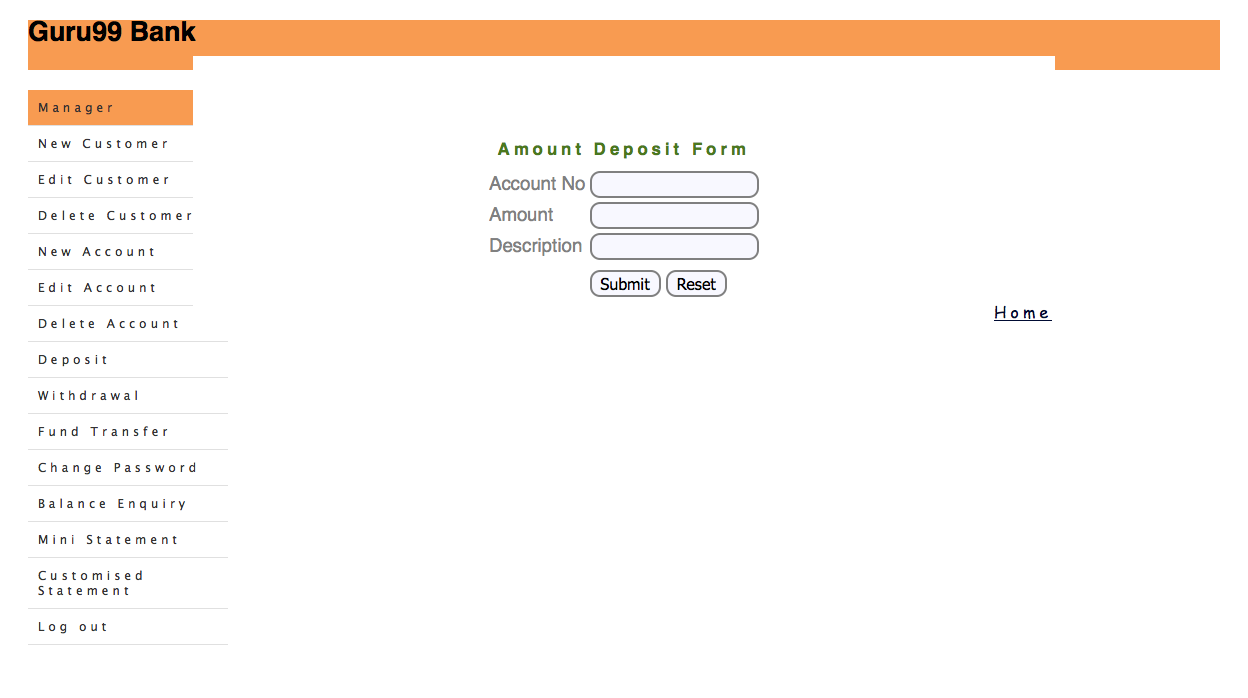 Guru99 Bank
Manager
New Customer
Edit Customer
Delete Customer
New Account
Edit Account
Delete Account
Deposit
Withdrawal
Fund Transfer
Change Password
Balance Enquiry
Mini Statement
Customised
Statement
Log out
Amount Deposit Form
Account No
Amount
Description
Submit Reset
Home